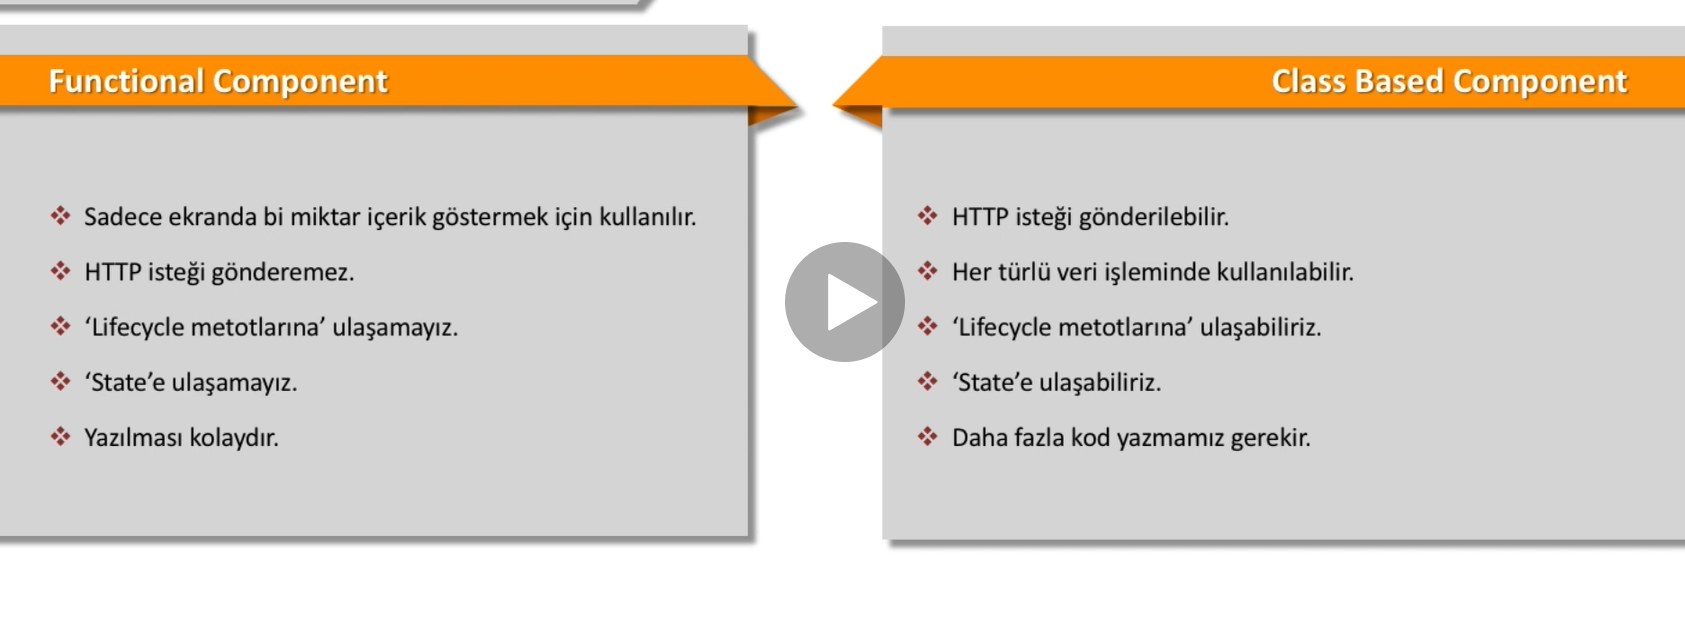 Functional Component
Sadece ekranda bi miktar içerik göstermek için kullanılır.
HTTP isteği gönderemez.
‘Lifecycle metotlarına’ ulaşamayız.
‘State’e ulaşamayız.
Yazılması kolaydır.
Class Based Component
HTTP isteği gönderilebilir.
Her türlü veri işleminde kullanılabilir.
‘Lifecycle metotlarına’ ulaşabiliriz.
‘State’e ulaşabiliriz.
Daha fazla kod yazmamız gerekir.